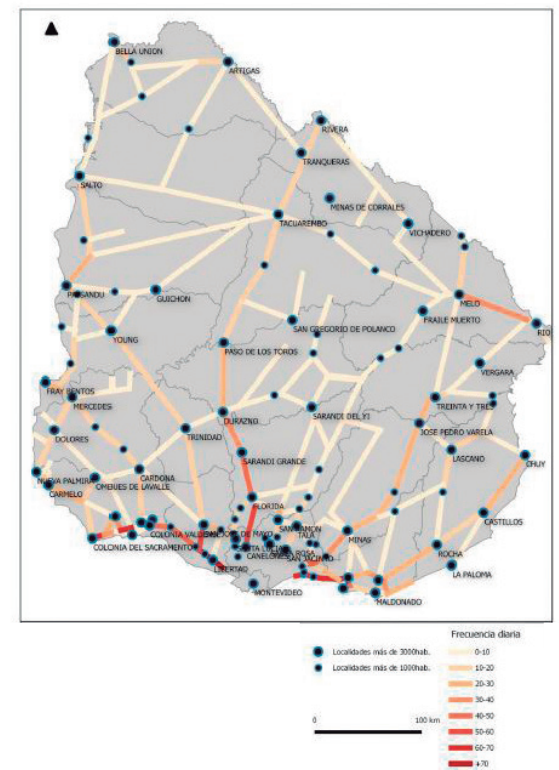 BELLA UNION
ARTIGAS
RIVERA
TRANQUERAS
SALTO
MINAS DE CORRALES
TACUAREMBO
VICHADERO
PAYSANDU
GUICHON
MELO
RIO
FRAILE MUERTO
SAN GREGORIO DE POLANCO
YOUNG
PASO DE LOS TOROS
VERGARA
FRAY BENTOS
MERCEDES
TREINTA Y TRES
DURAZNO
SARANDI DEL YI
DOLORES
TRINIDAD
JOSE PEDRO VARELA
SARANDI GRANDE
LASCANO
CHUY
NUEVA PALMIRA
CARDONA
OMBUES DE LAVALLE
CARMELO
FLORIDA
CASTILLOS
SAN RAMON
COLONIA
TALA
MINAS
COLONIA DEL SACRAMENTO
CANELONES
ROSA
SAN JACINTO
ROCHA
LIBERTAD
LA PALOMA
MONTEVIDEO
MALDONADO
Frecuencia diaria
Localidades más de 3000hab.
0-10
Localidades más de 1000hab.
10-20
20-30
30-40
0
100 km
40-50
50-60
60-70
+70